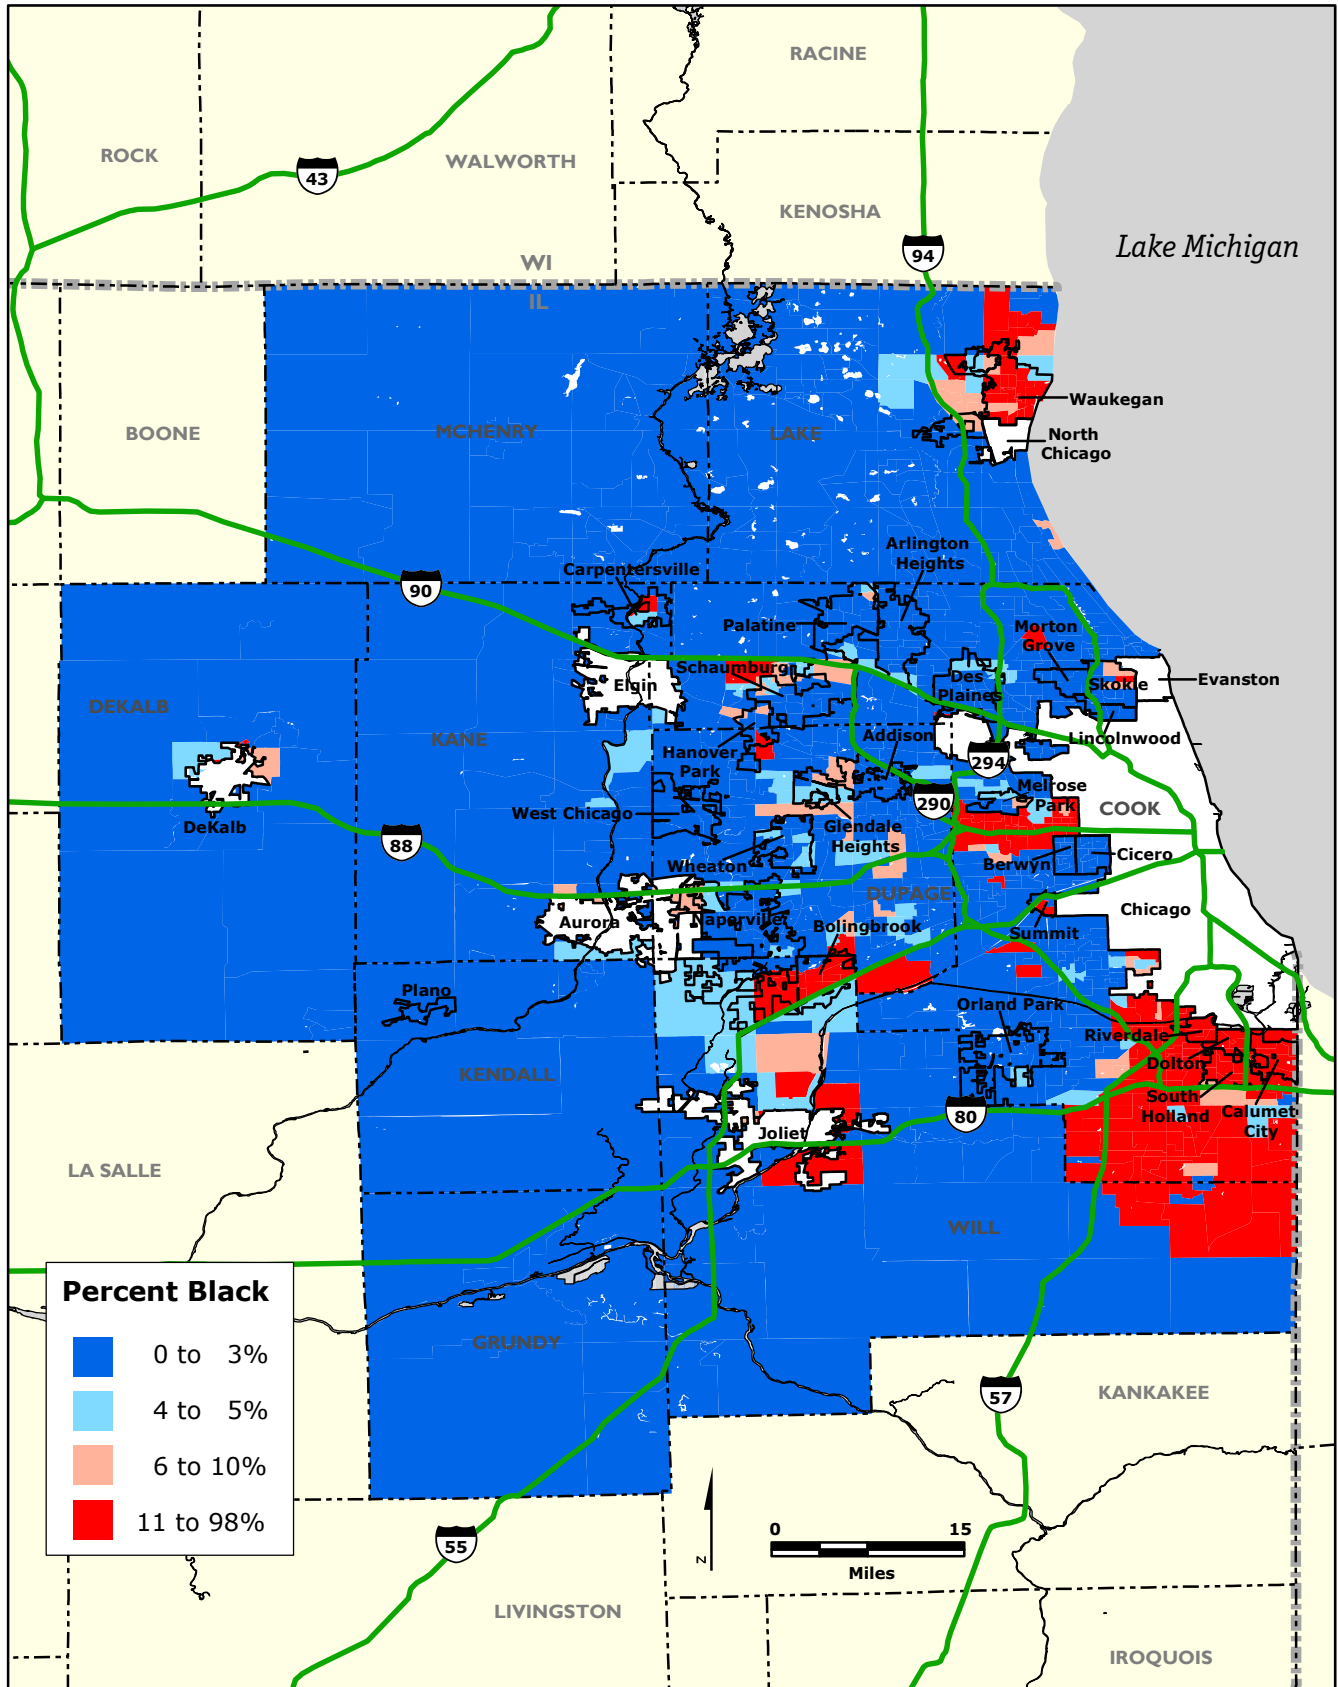 RACINE
ROCK
WALWORTH
43
KENOSHA
94
Lake Michigan
WI
IL
BOONE
MCHENRY
LAKE
Waukegan
North
Chicago
Arlington
Heights
Carpentersville
90
Palatine
Morton
Grove
Schaumburg
Elgin
Des
Plaines
Skokie
Evanston
DEKALB
KANE
Hanover
Park
Addison
Lincolnwood
294
290
Melrose
Park
COOK
West Chicago
DeKalb
88
Glendale
Heights
Wheaton
Berwyn
Cicero
DUPAGE
Aurora
Naperville
Bolingbrook
Summit
Chicago
Plano
Orland Park
Riverdale
Dolton
KENDALL
South
Holland
Calumet
City
80
Joliet
LA SALLE
WILL
Percent Black
0 to 3%
4 to 5%
6 to 10%
11 to 98%
GRUNDY
57
KANKAKEE
55
N
0 15
Miles
LIVINGSTON
IROQUOIS